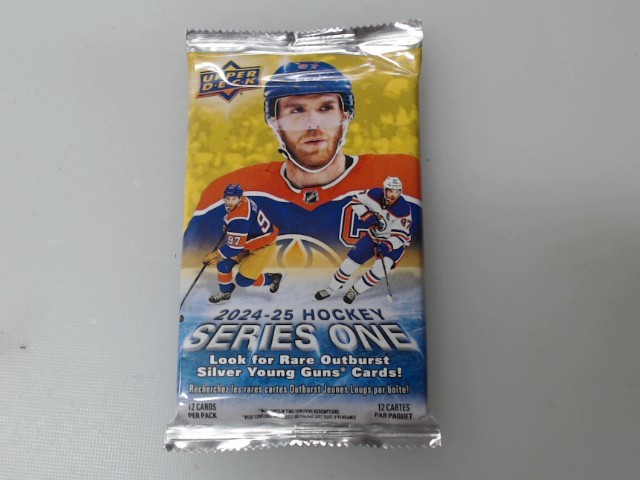 UPPER
DECK
C
97
97
2024-25 HOCKEY
SERIES ONE
Look for Rare Outburst
Silver Young Guns® Cards!
Recherchez les rares cartes Outburst Jeunes Loups par boîte!
12 CARDS
PER PACK
12 CARTES
PAR PAQUET